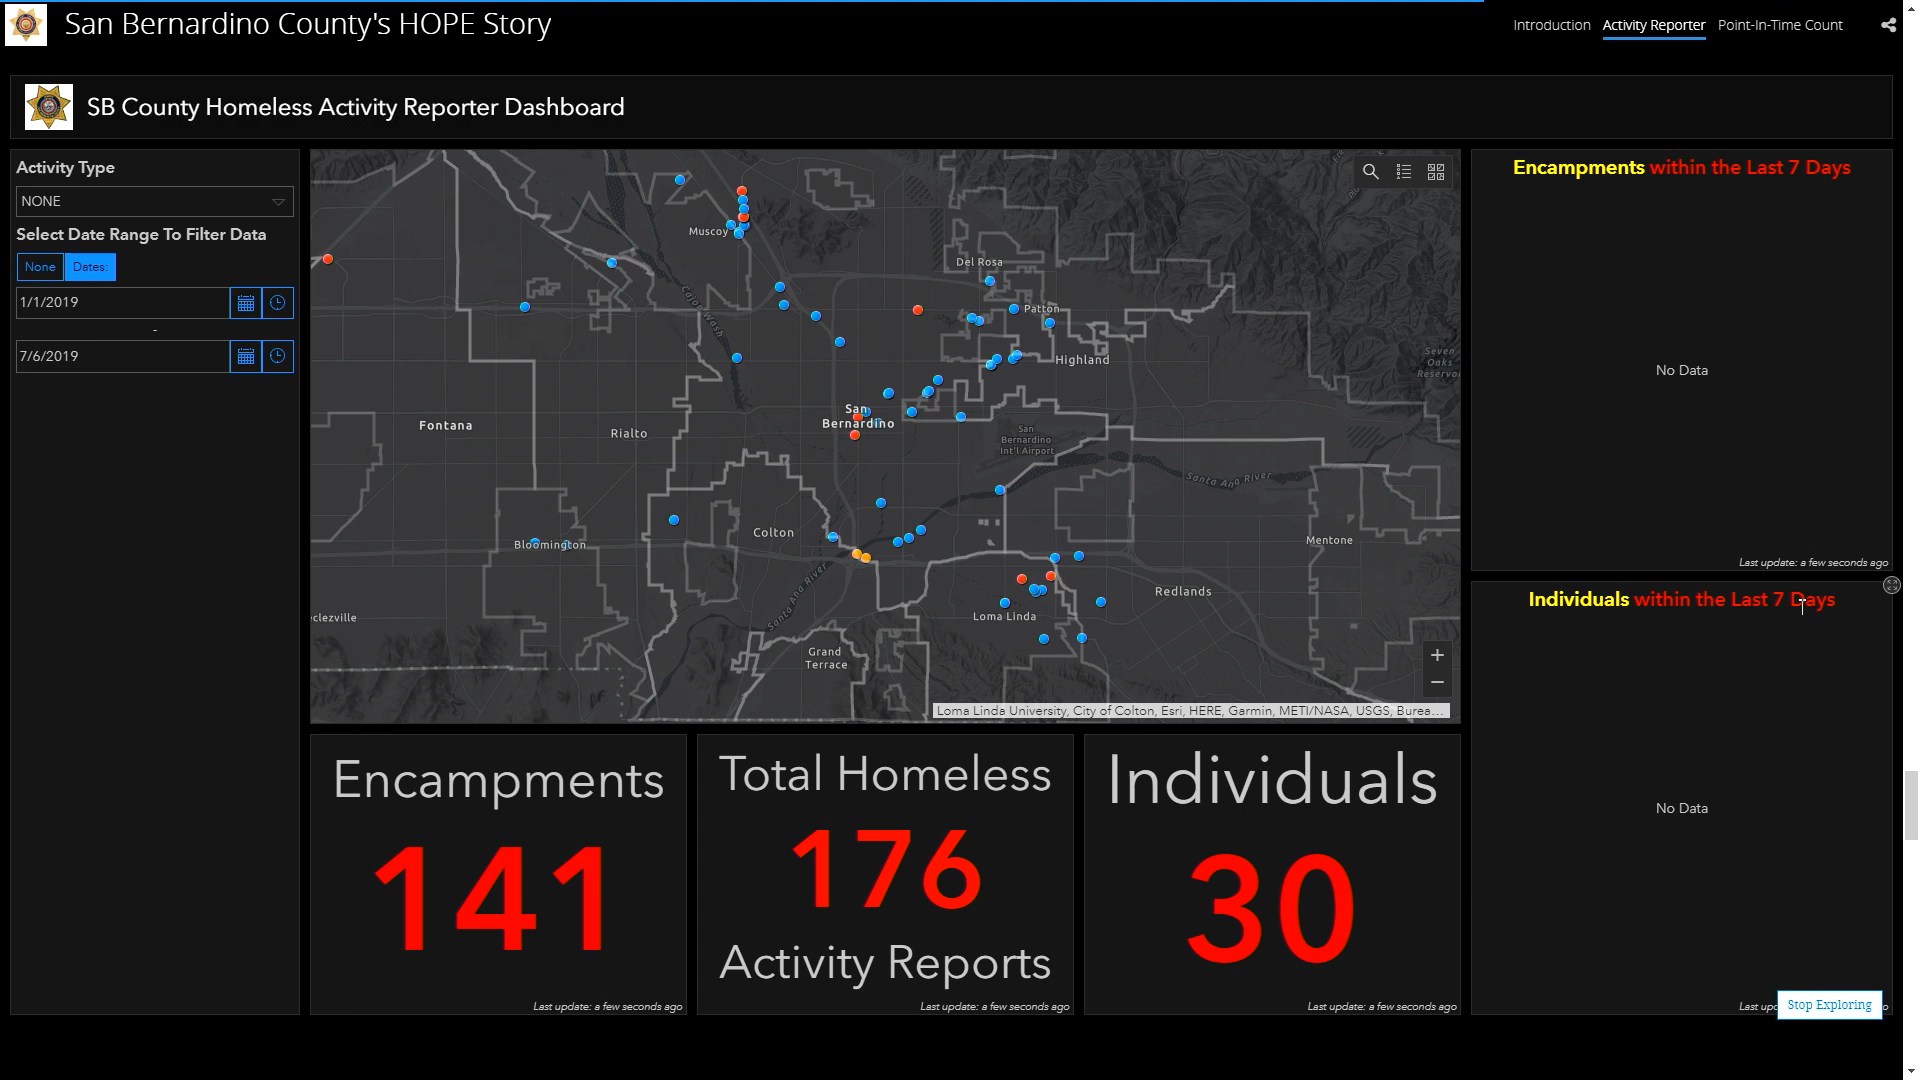 San Bernardino County's HOPE Story
Introduction
Activity Reporter
Point-In-Time Count
SB County Homeless Activity Reporter Dashboard
Activity Type
NONE
Select Date Range To Filter Data
None
Dates:
1/1/2019
-
7/6/2019
Muscoy
Del Rosa
Cajon Wash
Patton
Highland
Seven
Oaks
Reservoi
San
Bernardino
Fontana
Rialto
San
Bernardino
Int'l Airport
Santa Ana River
Colton
Bloomington
Mentone
Santa Ana River
Redlands
Loma Linda
clezville
Grand
Terrace
+
−
Loma Linda University, City of Colton, Esri, HERE, Garmin, METI/NASA, USGS, Burea...
Encampments within the Last 7 Days
No Data
Last update: a few seconds ago
Individuals within the Last 7 Days
No Data
Stop Exploring
Encampments
141
Last update: a few seconds ago
Total Homeless
176
Activity Reports
Last update: a few seconds ago
Individuals
30
Last update: a few seconds ago